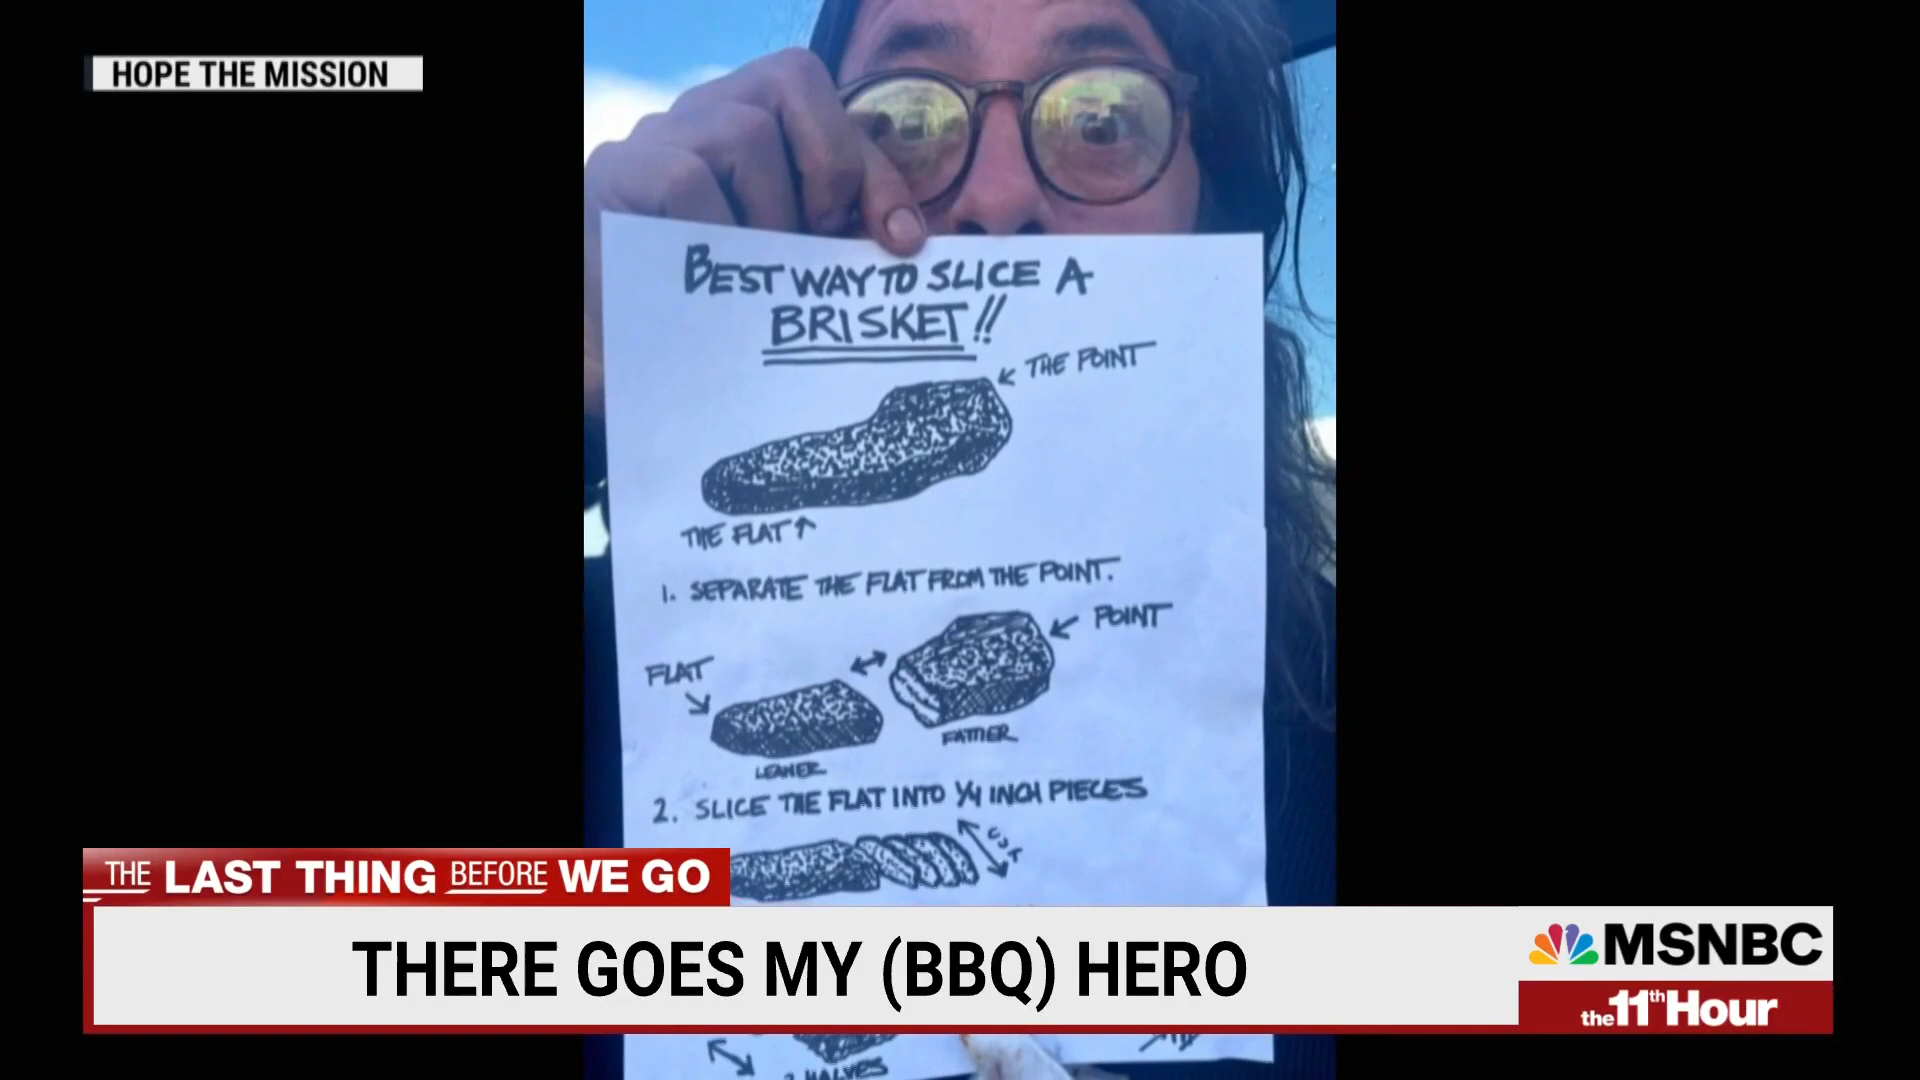 HOPE THE MISSION
BEST WAY TO SLICE A
BRISKET!!
THE POINT
THE FLAT
1. SEPARATE THE FLAT FROM THE POINT.
POINT
FLAT
FATTIER
LEANER
2. SLICE THE FLAT INTO 1/4 INCH PIECES
CUT
THE LAST THING BEFORE WE GO
THERE GOES MY (BBQ) HERO
MSNBC
the 11th Hour
HALVES